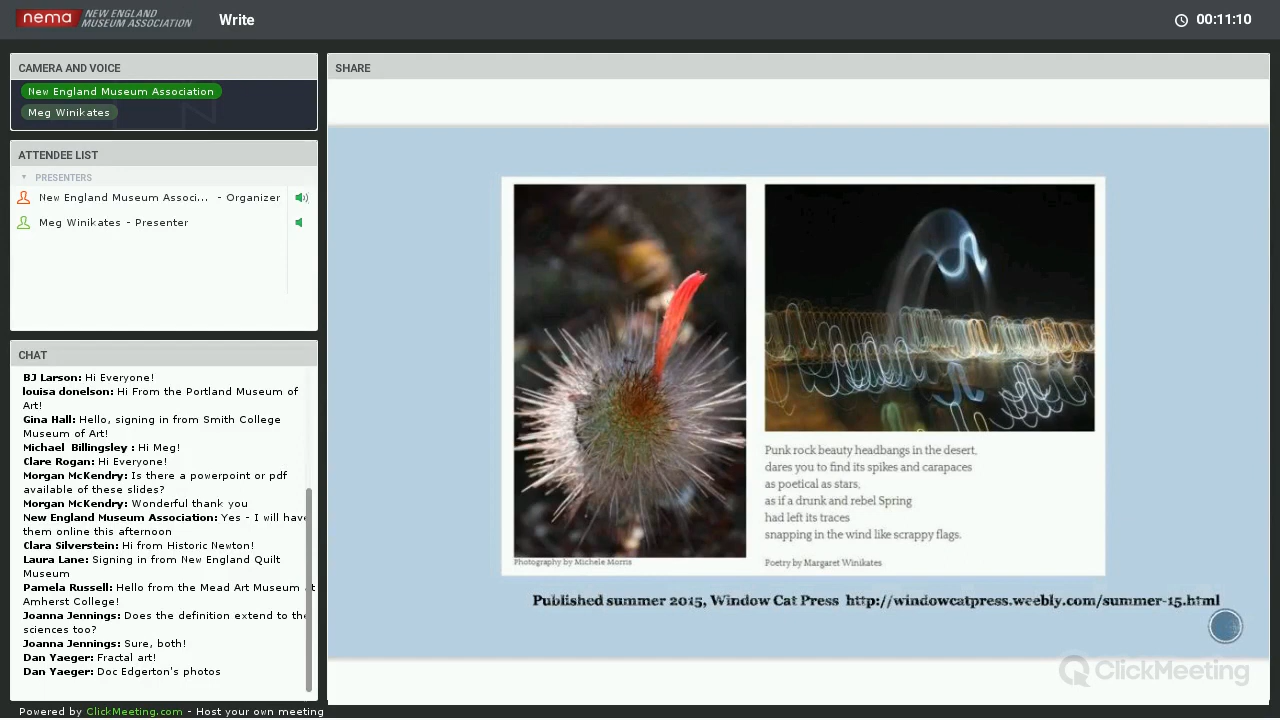 nema NEW ENGLAND
MUSEUM ASSOCIATION
Write
00:11:10
CAMERA AND VOICE
New England Museum Association
Meg Winikates
ATTENDEE LIST
PRESENTERS
New England Museum Associ... - Organizer
Meg Winikates - Presenter
CHAT
BJ Larson: Hi Everyone!
louisa donelson: Hi From the Portland Museum of
Art!
Gina Hall: Hello, signing in from Smith College
Museum of Art!
Michael Billingsley : Hi Meg!
Clare Rogan: Hi Everyone!
Morgan McKendry: Is there a powerpoint or pdf
available of these slides?
Morgan McKendry: Wonderful thank you
New England Museum Association: Yes - I will have
them online this afternoon
Clara Silverstein: Hi from Historic Newton!
Laura Lane: Signing in from New England Quilt
Museum
Pamela Russell: Hello from the Mead Art Museum at
Amherst College!
Joanna Jennings: Does the definition extend to the
sciences too?
Joanna Jennings: Sure, both!
Dan Yaeger: Fractal art!
Dan Yaeger: Doc Edgerton's photos
Powered by ClickMeeting.com - Host your own meeting
SHARE
Punk rock beauty headbangs in the desert,
dares you to find its spikes and carapaces
as poetical as stars,
as if a drunk and rebel Spring
had left its traces
snapping in the wind like scrappy flags.
Photography by Michele Morris
Poetry by Margaret Winikates
Published summer 2015, Window Cat Press http://windowcatpress.weebly.com/summer-15.html
ClickMeeting